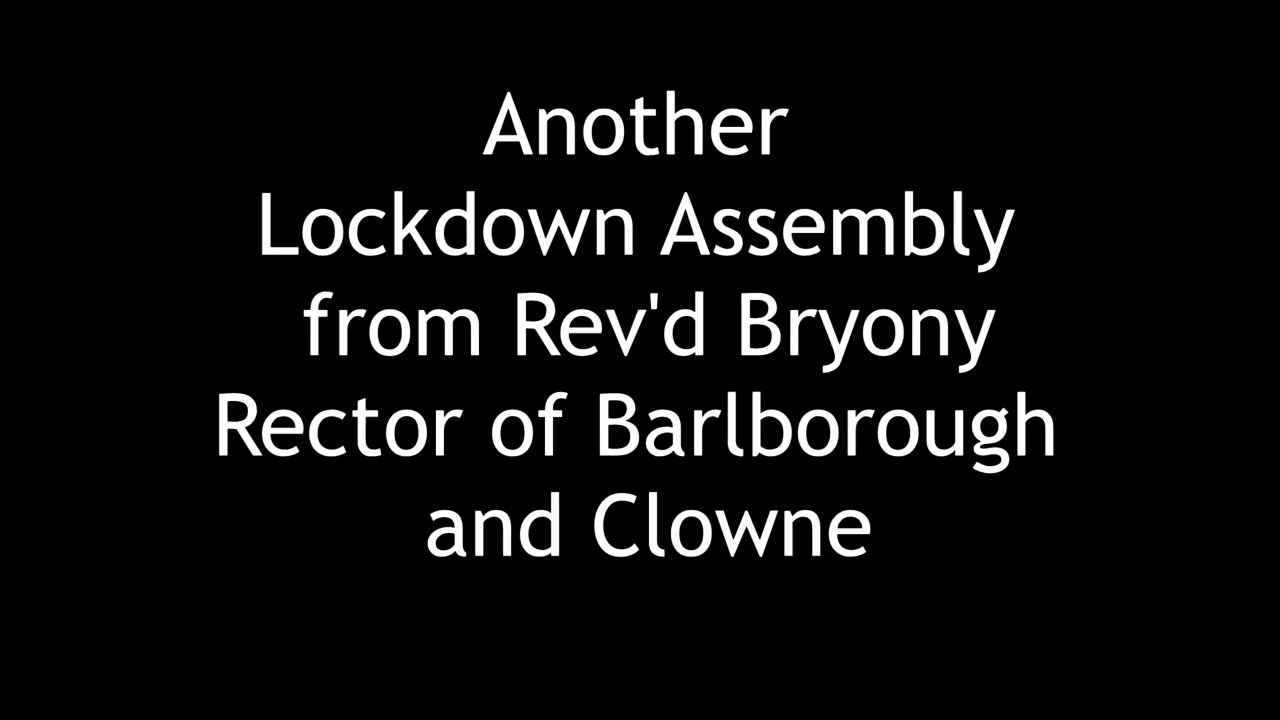 Another
Lockdown Assembly
from Rev'd Bryony
Rector of Barlborough
and Clowne